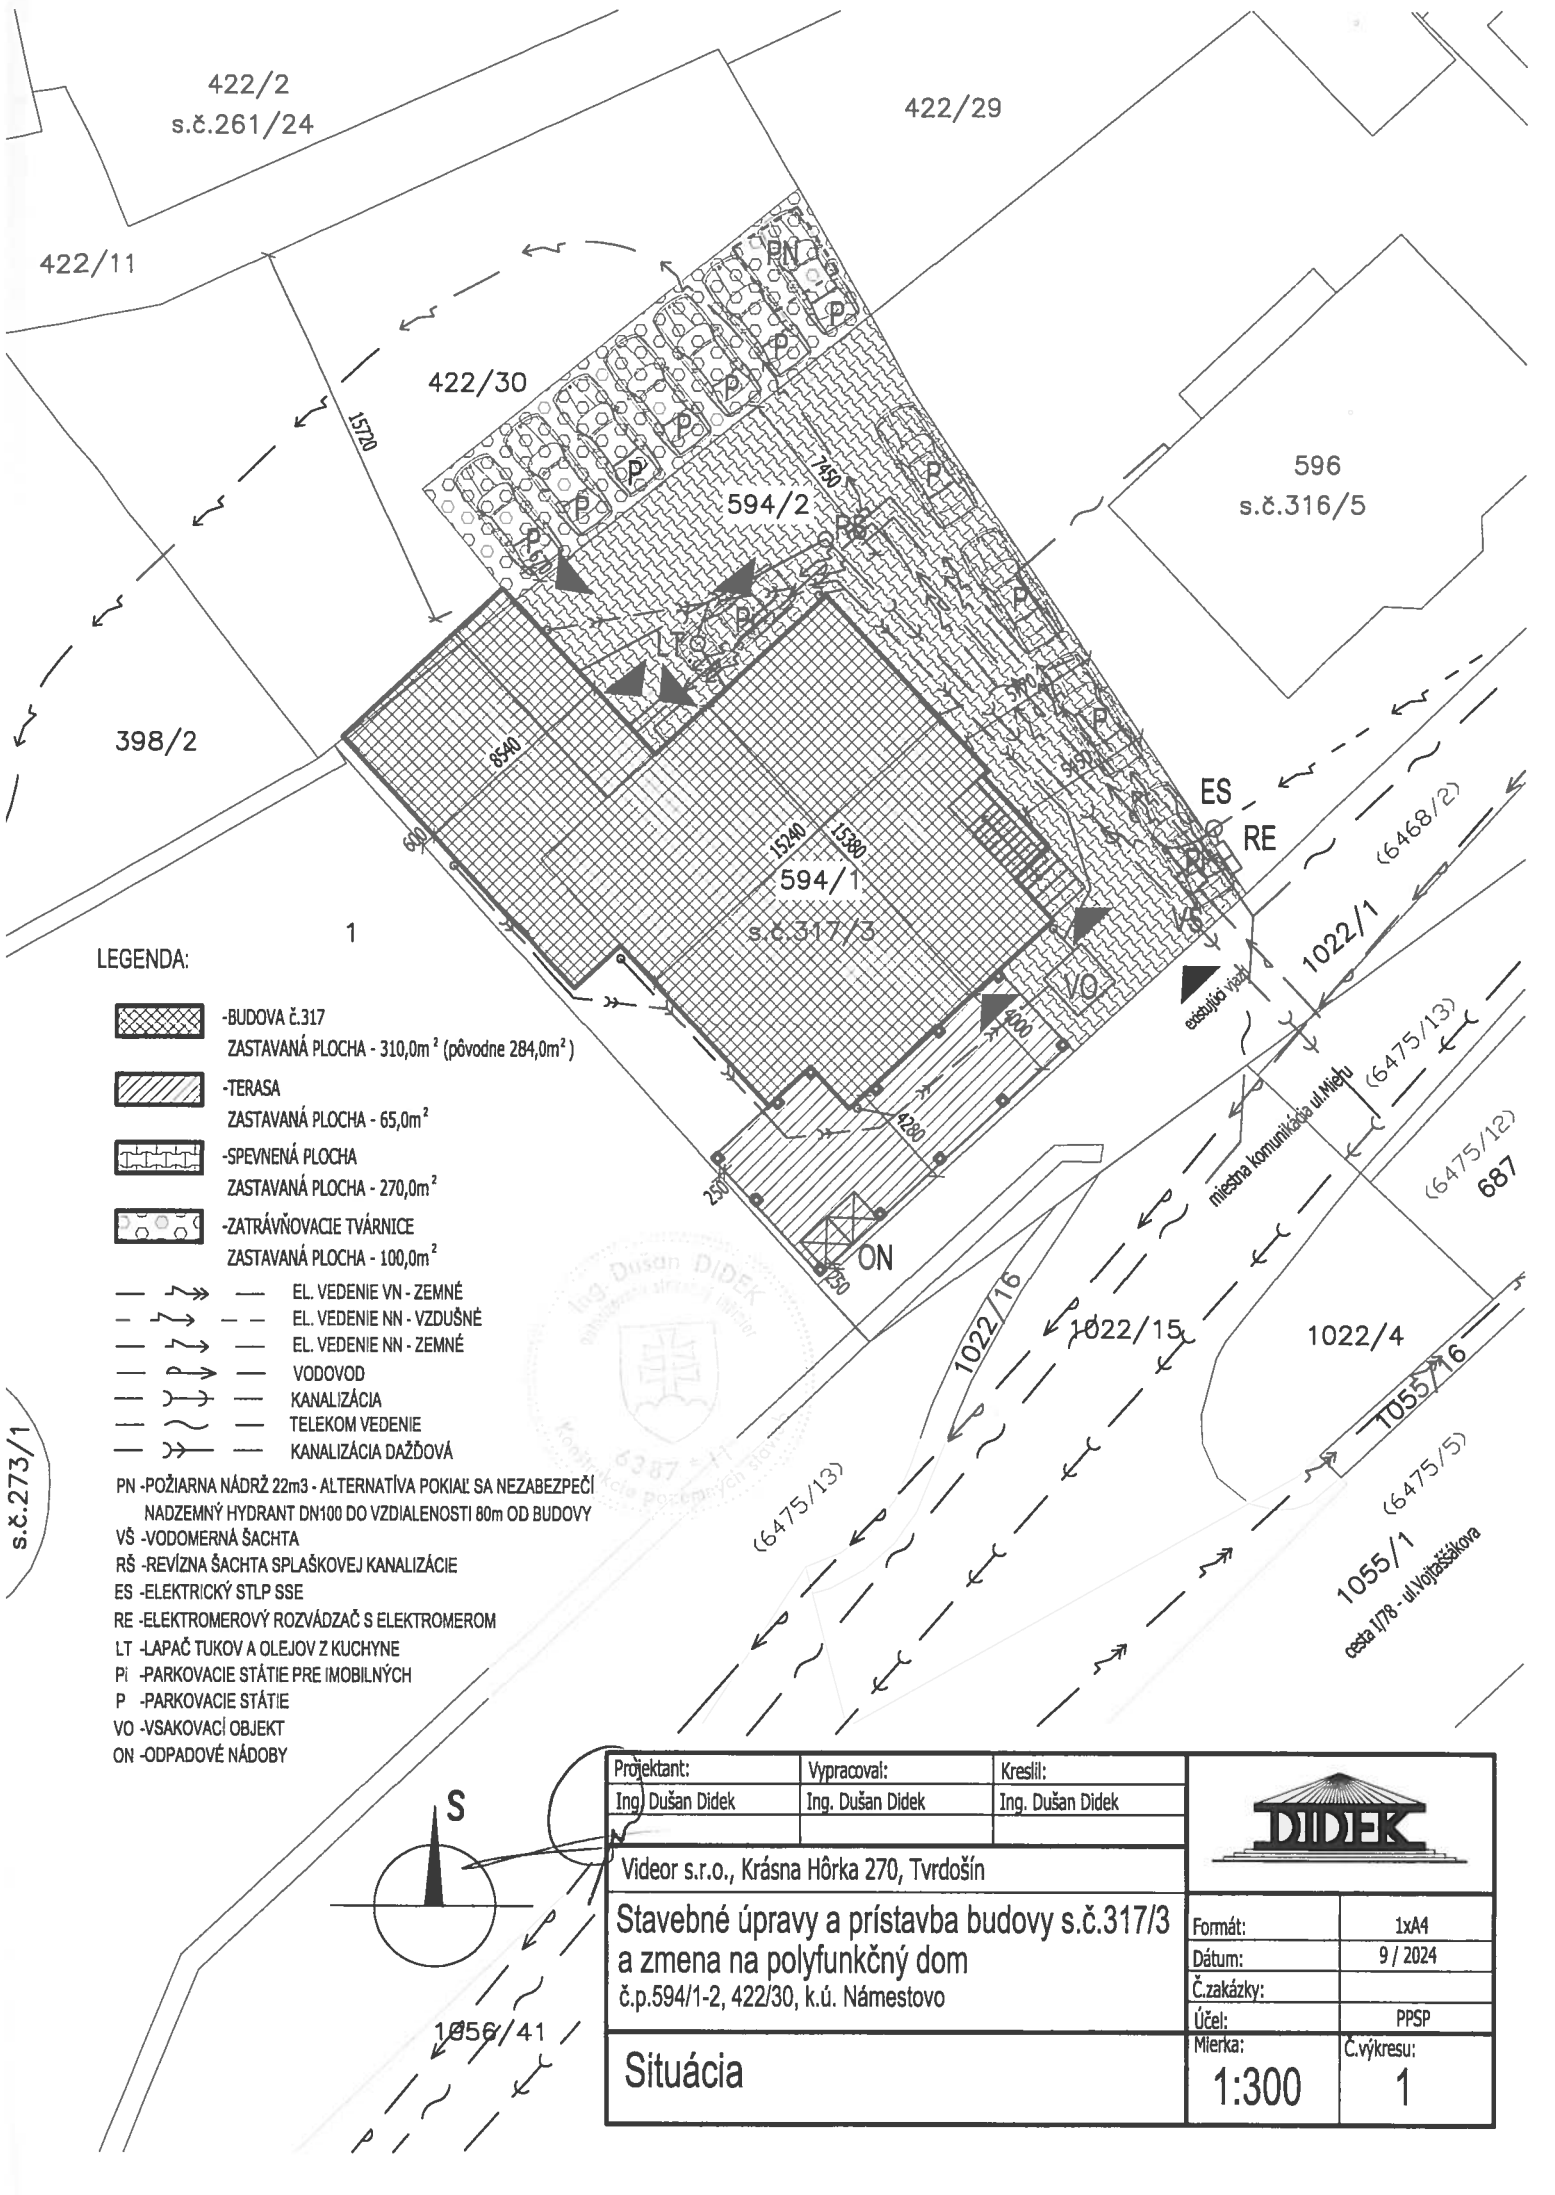 422/2
s.č.261/24
422/29
422/11
PN
P
P
422/30
P
P
15720
P
P
P
7450
594/2
596
s.č.316/5
RŠ
P
LT
P
398/2
8540
P
ES
RE
(6468/2)
600
15240
15380
594/1
s.č.317/3
VŠ
1022/1
1
VO
existujúci vjazd
4000
(6475/13)
miestna komunikácia ul.Mieru
4280
(6475/12)
687
250
ON
250
1022/16
1022/15
1022/4
1055/16
(6475/5)
(6475/13)
1055/1
cesta I/78 - ul.Vojtaššákova
s.č.273/1
LEGENDA:
-BUDOVA č.317
ZASTAVANÁ PLOCHA - 310,0m² (pôvodne 284,0m²)
-TERASA
ZASTAVANÁ PLOCHA - 65,0m²
-SPEVNENÁ PLOCHA
ZASTAVANÁ PLOCHA - 270,0m²
-ZATRÁVŇOVACIE TVÁRNICE
ZASTAVANÁ PLOCHA - 100,0m²
EL. VEDENIE VN - ZEMNÉ
EL. VEDENIE NN - VZDUŠNÉ
EL. VEDENIE NN - ZEMNÉ
VODOVOD
KANALIZÁCIA
TELEKOM VEDENIE
KANALIZÁCIA DAŽĎOVÁ
PN -POŽIARNA NÁDRŽ 22m3 - ALTERNATÍVA POKIAĽ SA NEZABEZPEČÍ
NADZEMNÝ HYDRANT DN100 DO VZDIALENOSTI 80m OD BUDOVY
VŠ -VODOMERNÁ ŠACHTA
RŠ -REVÍZNA ŠACHTA SPLAŠKOVEJ KANALIZÁCIE
ES -ELEKTRICKÝ STLP SSE
RE -ELEKTROMEROVÝ ROZVÁDZAČ S ELEKTROMEROM
LT -LAPAČ TUKOV A OLEJOV Z KUCHYNE
Pi -PARKOVACIE STÁTIE PRE IMOBILNÝCH
P -PARKOVACIE STÁTIE
VO -VSAKOVACÍ OBJEKT
ON -ODPADOVÉ NÁDOBY
Ing. Dušan DIDEK
6387
S
1056/41
Projektant:
Vypracoval:
Kreslil:
Ing. Dušan Didek
Ing. Dušan Didek
Ing. Dušan Didek
DIDEK
Videor s.r.o., Krásna Hôrka 270, Tvrdošín
Stavebné úpravy a prístavba budovy s.č.317/3
a zmena na polyfunkčný dom
č.p.594/1-2, 422/30, k.ú. Námestovo
Formát: 1xA4
Dátum: 9 / 2024
Č.zakázky:
Účel: PPSP
Situácia
Mierka:
1:300
Č.výkresu:
1